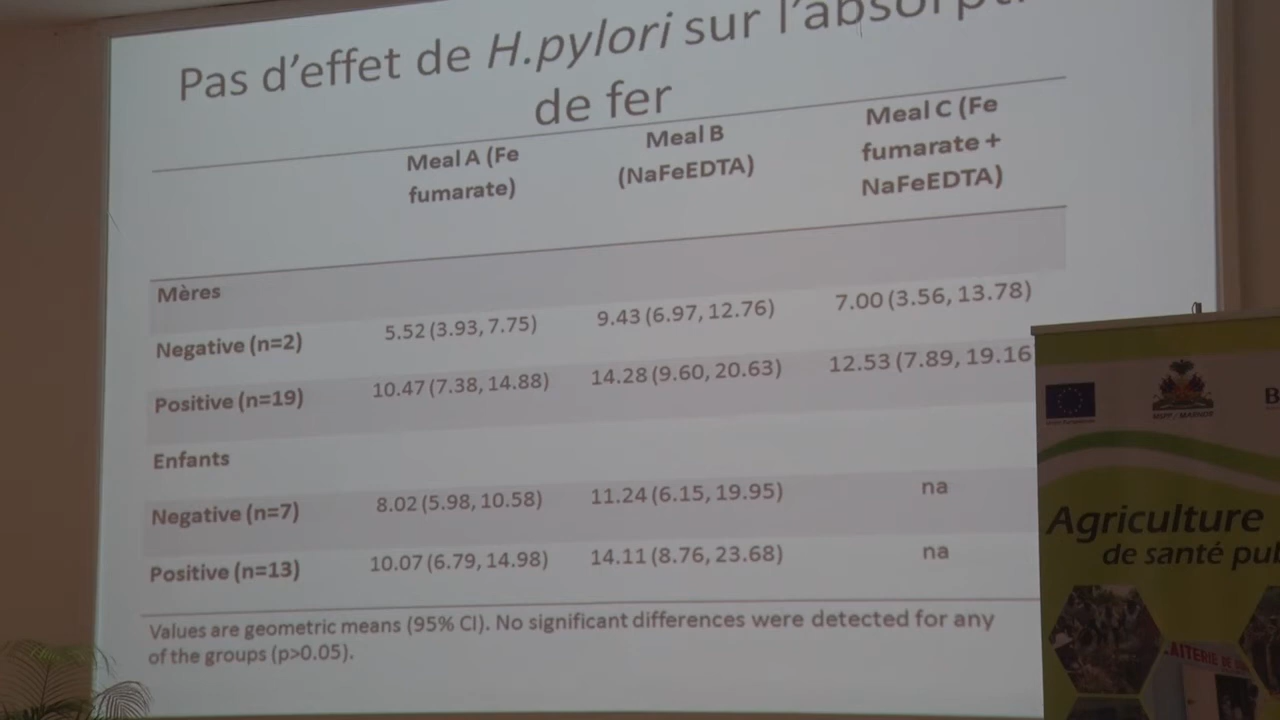 Pas d'effet de H.pylori sur l'absorpti
de fer
Meal A (Fe fumarate)
Meal B (NaFeEDTA)
Meal C (Fe fumarate + NaFeEDTA)
Mères
Negative (n=2) 5.52 (3.93, 7.75) 9.43 (6.97, 12.76) 7.00 (3.56, 13.78)
Positive (n=19) 10.47 (7.38, 14.88) 14.28 (9.60, 20.63) 12.53 (7.89, 19.16
Enfants
Negative (n=7) 8.02 (5.98, 10.58) 11.24 (6.15, 19.95) na
Positive (n=13) 10.07 (6.79, 14.98) 14.11 (8.76, 23.68) na
Values are geometric means (95% CI). No significant differences were detected for any
of the groups (p>0.05).
B
Agriculture
de santé pub
LAITERIE DE